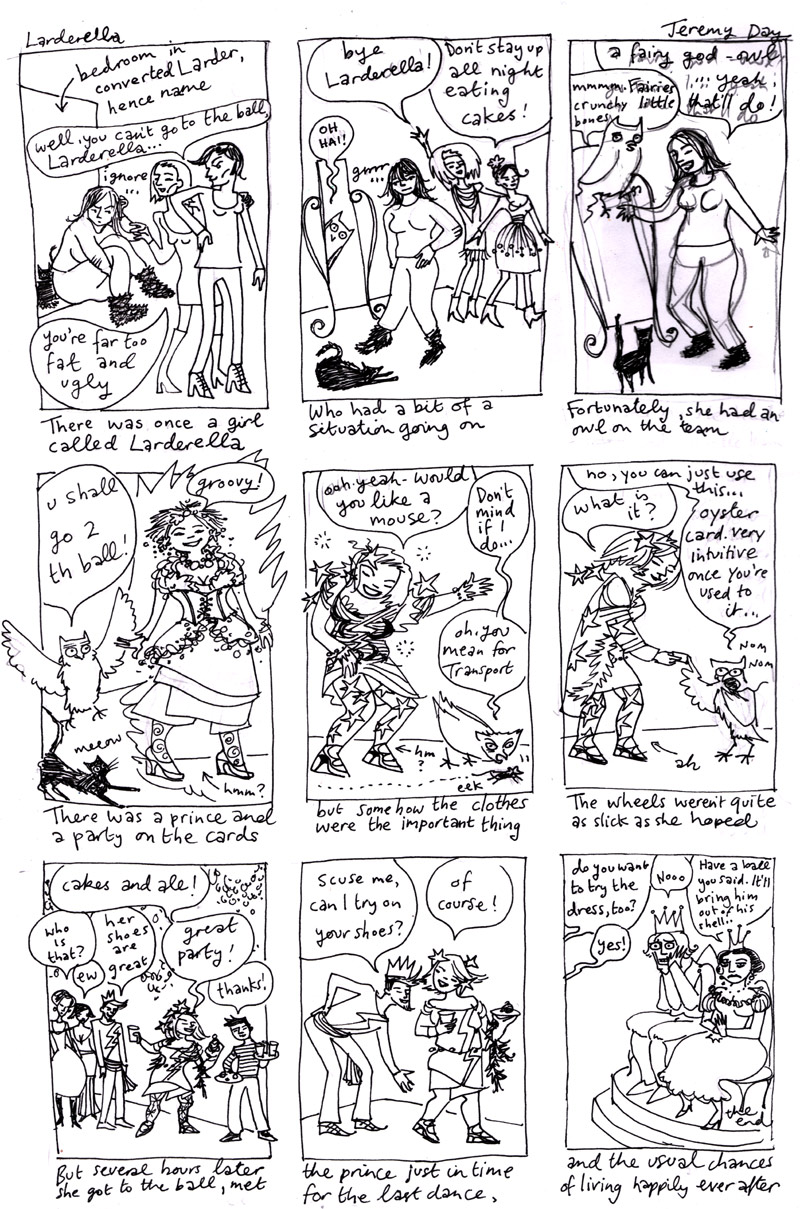 Larderella
Jeremy Day
bedroom in
converted Larder,
hence name
well, you can't go to the ball,
Larderella...
ignore
...
you're far too
fat and
ugly
There was once a girl
called Larderella
bye
Larderella!
Don't stay up
all night
eating
cakes!
OH
HAI!
grrrr
...
Who had a bit of a
situation going on
a fairy god-owl
... yeah,
that'll do!
mmmm. Fairies
crunchy little
bones
Fortunately, she had an
owl on the team
u shall
go 2
th ball!
groovy!
meeow
hmm?
There was a prince and
a party on the cards
ooh. yeah- would
you like a
mouse?
Don't
mind
if I
do...
oh, you
mean for
Transport
hm
?
eek
but somehow the clothes
were the important thing
no, you can just use
this...
oyster
card. very
intuitive
once you're
used to
it...
what is
it?
NOM
NOM
ah
The wheels weren't quite
as slick as she hoped
cakes and ale!
who
is
that?
ew
her
shoes
are
great
great
party!
thanks!
But several hours later
she got to the ball, met
scuse me,
can I try on
your shoes?
of
course!
the prince just in time
for the last dance,
do you want
to try the
dress, too?
yes!
Nooo
Have a ball
you said. It'll
bring him
out of his
shell...
the
end
and the usual chances
of living happily ever after